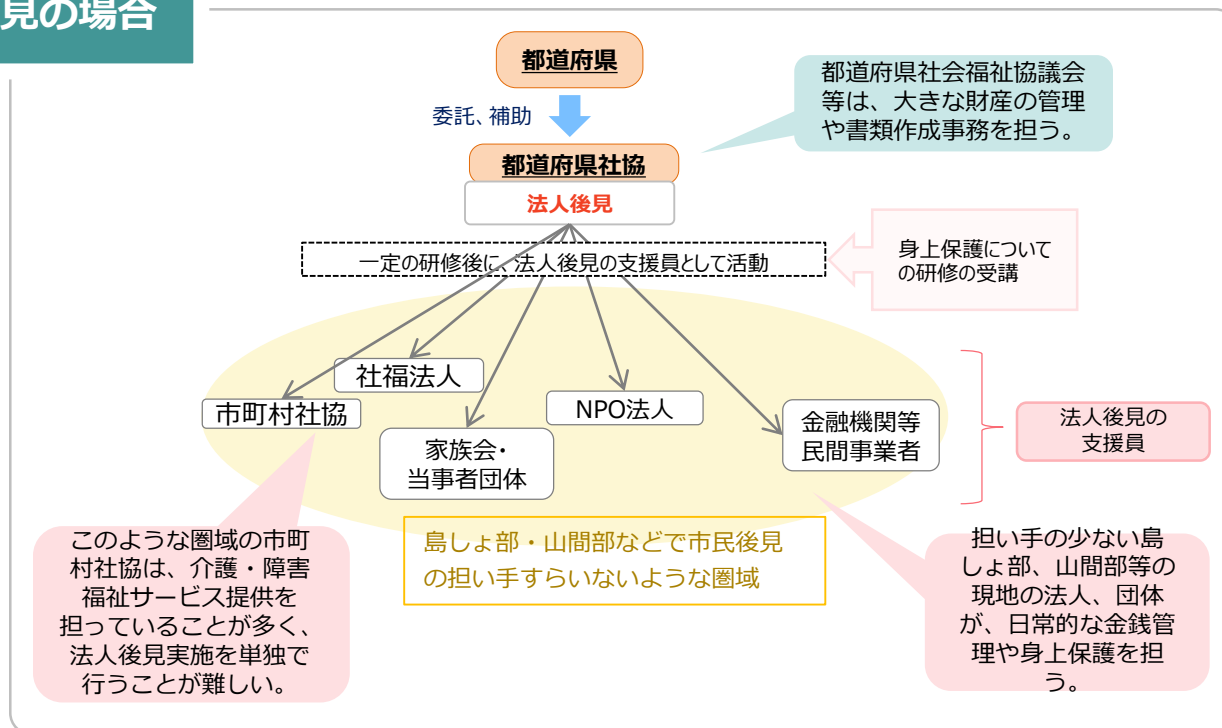 見の場合
都道府県
委託、補助
都道府県社協
法人後見
都道府県社会福祉協議会
等は、大きな財産の管理
や書類作成事務を担う。
一定の研修後に、法人後見の支援員として活動
身上保護について
の研修の受講
社福法人
市町村社協
NPO法人
家族会・
当事者団体
金融機関等
民間事業者
法人後見の
支援員
島しょ部・山間部などで市民後見
の担い手すらいないような圏域
このような圏域の市町
村社協は、介護・障害
福祉サービス提供を
担っていることが多く、
法人後見実施を単独で
行うことが難しい。
担い手の少ない島
しょ部、山間部等の
現地の法人、団体
が、日常的な金銭管
理や身上保護を担
う。